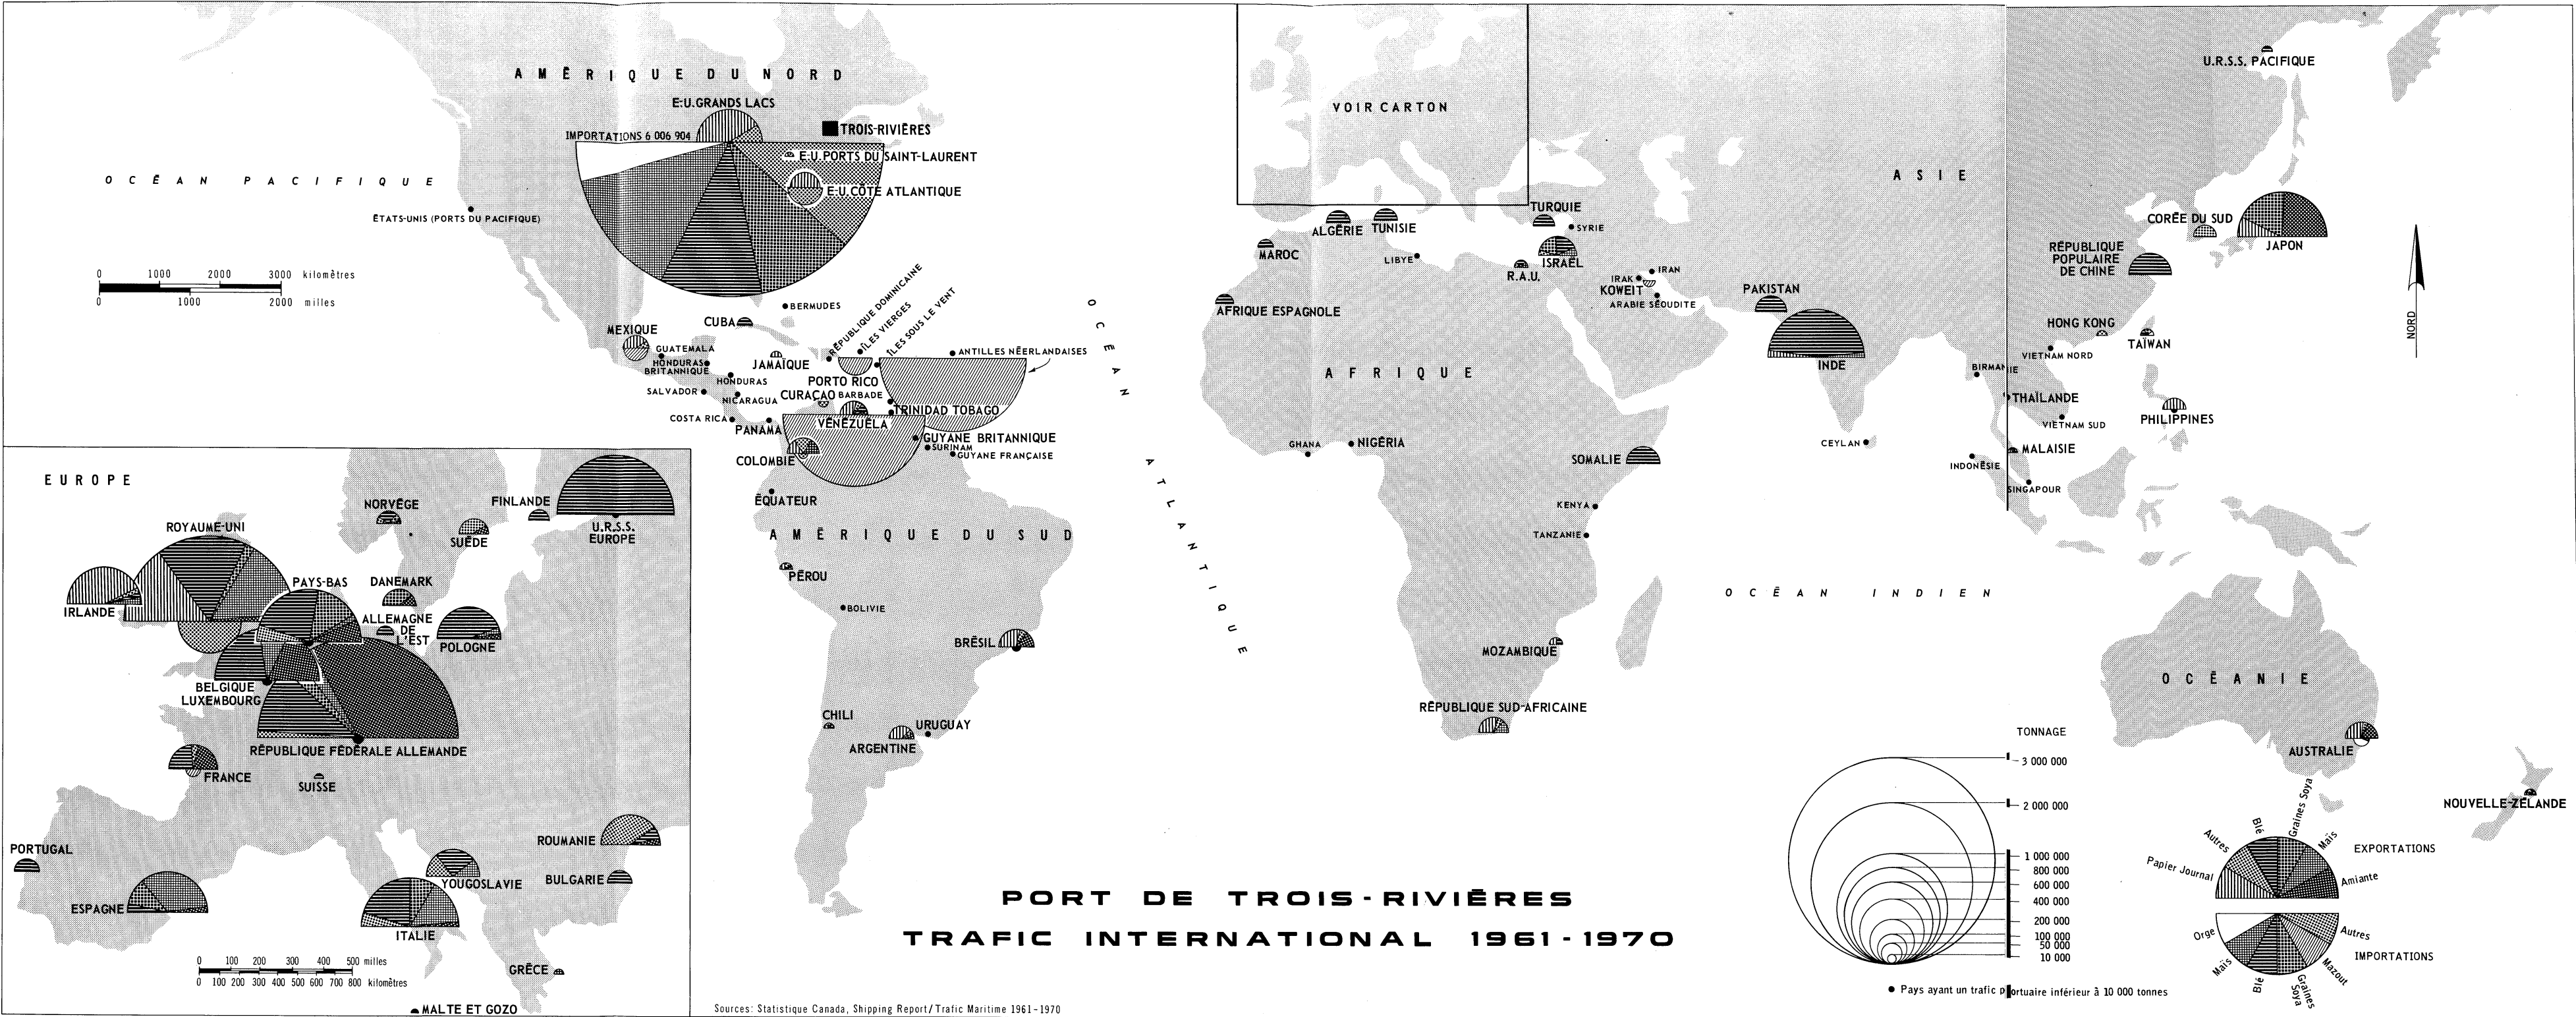 AMÉRIQUE DU NORD
E.-U. GRANDS LACS
IMPORTATIONS 6 006 904
TROIS-RIVIÈRES
E.-U. PORTS DU SAINT-LAURENT
E.-U. CÔTE ATLANTIQUE
OCÉAN PACIFIQUE
ÉTATS-UNIS (PORTS DU PACIFIQUE)
0 1000 2000 3000 kilomètres
0 1000 2000 milles
BERMUDES
CUBA
MEXIQUE
GUATEMALA
HONDURAS
BRITANNIQUE
HONDURAS
SALVADOR
NICARAGUA
COSTA RICA
PANAMA
JAMAÏQUE
RÉPUBLIQUE DOMINICAINE
ÎLES VIERGES
ÎLES SOUS LE VENT
ANTILLES NÉERLANDAISES
PORTO RICO
CURAÇAO
BARBADE
TRINIDAD TOBAGO
VENEZUELA
GUYANE BRITANNIQUE
SURINAM
GUYANE FRANÇAISE
COLOMBIE
ÉQUATEUR
AMÉRIQUE DU SUD
PÉROU
BOLIVIE
BRÉSIL
CHILI
ARGENTINE
URUGUAY
OCÉAN ATLANTIQUE
VOIR CARTON
ALGÉRIE
TUNISIE
MAROC
LIBYE
R.A.U.
AFRIQUE ESPAGNOLE
TURQUIE
SYRIE
ISRAËL
IRAK
IRAN
KOWEIT
ARABIE SÉOUDITE
AFRIQUE
GHANA
NIGÉRIA
SOMALIE
KENYA
TANZANIE
MOZAMBIQUE
RÉPUBLIQUE SUD-AFRICAINE
ASIE
U.R.S.S. PACIFIQUE
CORÉE DU SUD
JAPON
RÉPUBLIQUE
POPULAIRE
DE CHINE
PAKISTAN
INDE
HONG KONG
TAÏWAN
VIETNAM NORD
BIRMANIE
THAÏLANDE
VIETNAM SUD
PHILIPPINES
CEYLAN
MALAISIE
INDONÉSIE
SINGAPOUR
NORD
OCÉAN INDIEN
OCÉANIE
AUSTRALIE
NOUVELLE-ZÉLANDE
EUROPE
NORVÈGE
FINLANDE
U.R.S.S.
EUROPE
SUÈDE
ROYAUME-UNI
IRLANDE
PAYS-BAS
DANEMARK
ALLEMAGNE
DE
L'EST
POLOGNE
BELGIQUE
LUXEMBOURG
RÉPUBLIQUE FÉDÉRALE ALLEMANDE
FRANCE
SUISSE
PORTUGAL
ESPAGNE
ITALIE
YOUGOSLAVIE
ROUMANIE
BULGARIE
GRÈCE
MALTE ET GOZO
0 100 200 300 400 500 milles
0 100 200 300 400 500 600 700 800 kilomètres
PORT DE TROIS-RIVIÈRES
TRAFIC INTERNATIONAL 1961-1970
Sources: Statistique Canada, Shipping Report/Trafic Maritime 1961-1970
TONNAGE
3 000 000
2 000 000
1 000 000
800 000
600 000
400 000
200 000
100 000
50 000
10 000
Pays ayant un trafic portuaire inférieur à 10 000 tonnes
Papier Journal
Autres
Blé
Graines Soya
Maïs
Amiante
EXPORTATIONS
Orge
Maïs
Blé
Graines
Soya
Mazout
Autres
IMPORTATIONS